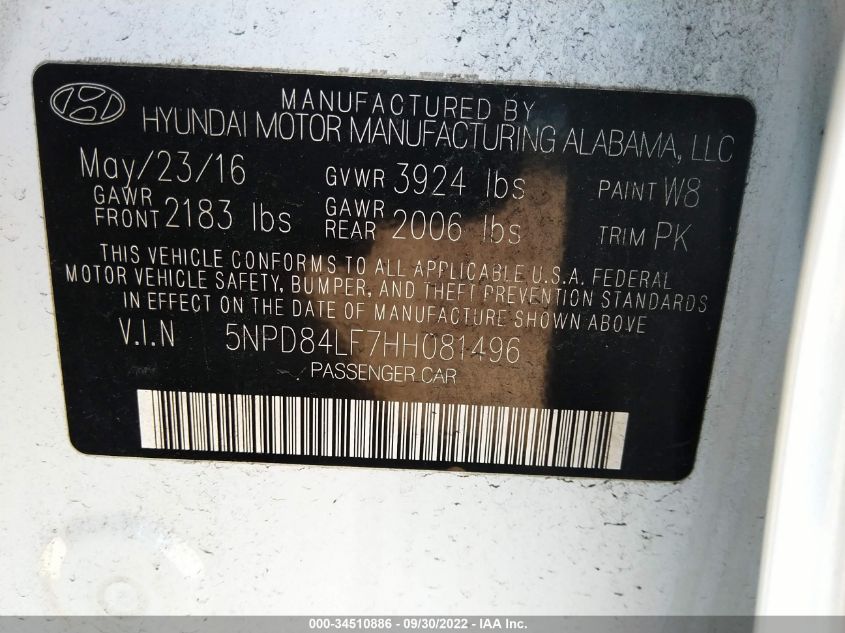 MANUFACTURED BY
HYUNDAI MOTOR MANUFACTURING ALABAMA, LLC
May/23/16 GVWR 3924 lbs PAINT W8
GAWR FRONT 2183 lbs GAWR REAR 2006 lbs TRIM PK
THIS VEHICLE CONFORMS TO ALL APPLICABLE U.S.A. FEDERAL
MOTOR VEHICLE SAFETY, BUMPER, AND THEFT PREVENTION STANDARDS
IN EFFECT ON THE DATE OF MANUFACTURE SHOWN ABOVE
V.I.N 5NPD84LF7HH081496
PASSENGER CAR
000-34510886 - 09/30/2022 - IAA Inc.